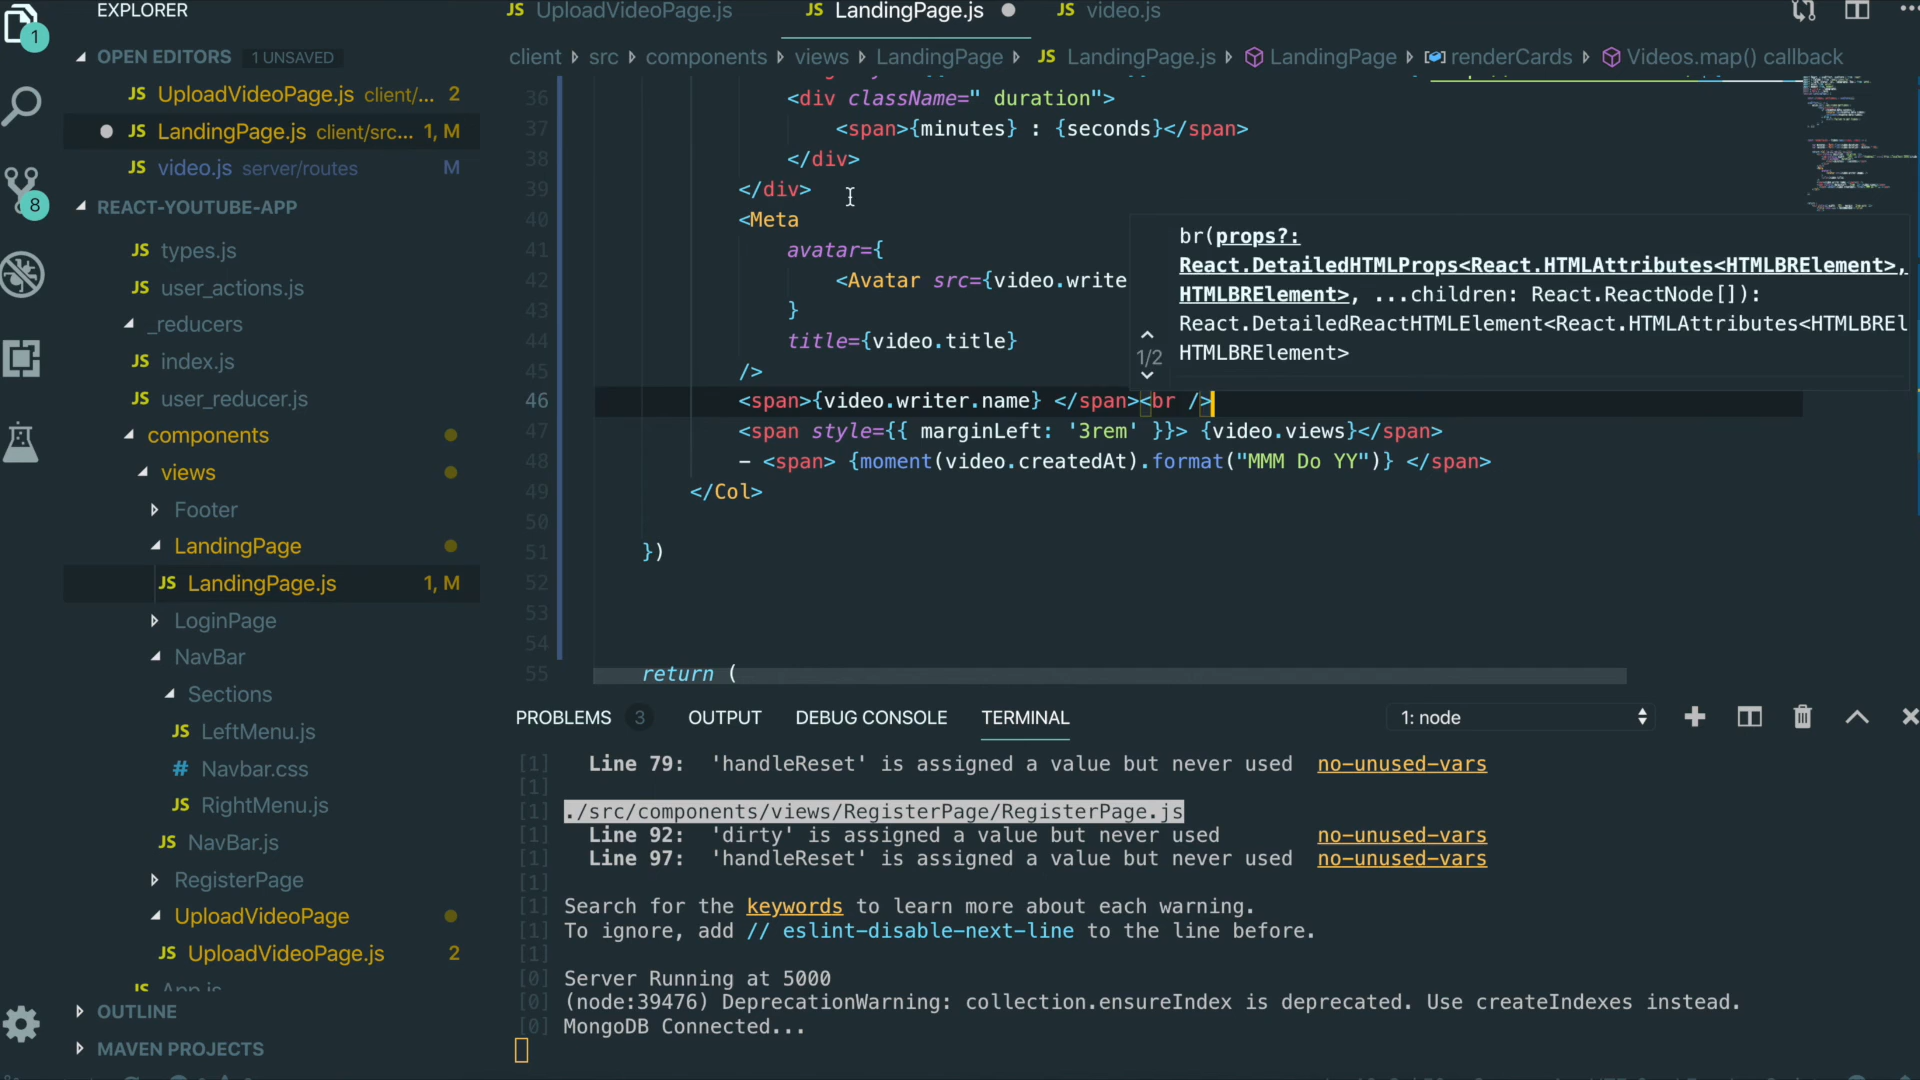 EXPLORER
JS UploadVideoPage.js
JS LandingPage.js
JS video.js
1
OPEN EDITORS 1 UNSAVED
client src components views LandingPage JS LandingPage.js LandingPage renderCards Videos.map() callback
JS UploadVideoPage.js client/... 2
JS LandingPage.js client/src... 1, M
JS video.js server/routes M
8
REACT-YOUTUBE-APP
JS types.js
JS user_actions.js
_reducers
JS index.js
JS user_reducer.js
components
views
Footer
LandingPage
JS LandingPage.js 1, M
LoginPage
NavBar
Sections
JS LeftMenu.js
# Navbar.css
JS RightMenu.js
JS NavBar.js
RegisterPage
UploadVideoPage
JS UploadVideoPage.js 2
JS App.js
OUTLINE
MAVEN PROJECTS
36 <div className=" duration">
37 <span>{minutes} : {seconds}</span>
38 </div>
39 </div>
40 <Meta
41 avatar={
42 <Avatar src={video.write
43 }
44 title={video.title}
45 />
46 <span>{video.writer.name} </span><br />
47 <span style={{ marginLeft: '3rem' }}> {video.views}</span>
48 - <span> {moment(video.createdAt).format("MMM Do YY")} </span>
49 </Col>
50
51 })
52
53
54
55 return (
br(props?:
React.DetailedHTMLProps<React.HTMLAttributes<HTMLBRElement>,
HTMLBRElement>, ...children: React.ReactNode[]):
React.DetailedReactHTMLElement<React.HTMLAttributes<HTMLBREl
HTMLBRElement>
1/2
PROBLEMS 3 OUTPUT DEBUG CONSOLE TERMINAL 1: node
[1] Line 79: 'handleReset' is assigned a value but never used no-unused-vars
[1]
[1] ./src/components/views/RegisterPage/RegisterPage.js
[1] Line 92: 'dirty' is assigned a value but never used no-unused-vars
[1] Line 97: 'handleReset' is assigned a value but never used no-unused-vars
[1]
[1] Search for the keywords to learn more about each warning.
[1] To ignore, add // eslint-disable-next-line to the line before.
[1]
[0] Server Running at 5000
[0] (node:39476) DeprecationWarning: collection.ensureIndex is deprecated. Use createIndexes instead.
[0] MongoDB Connected...